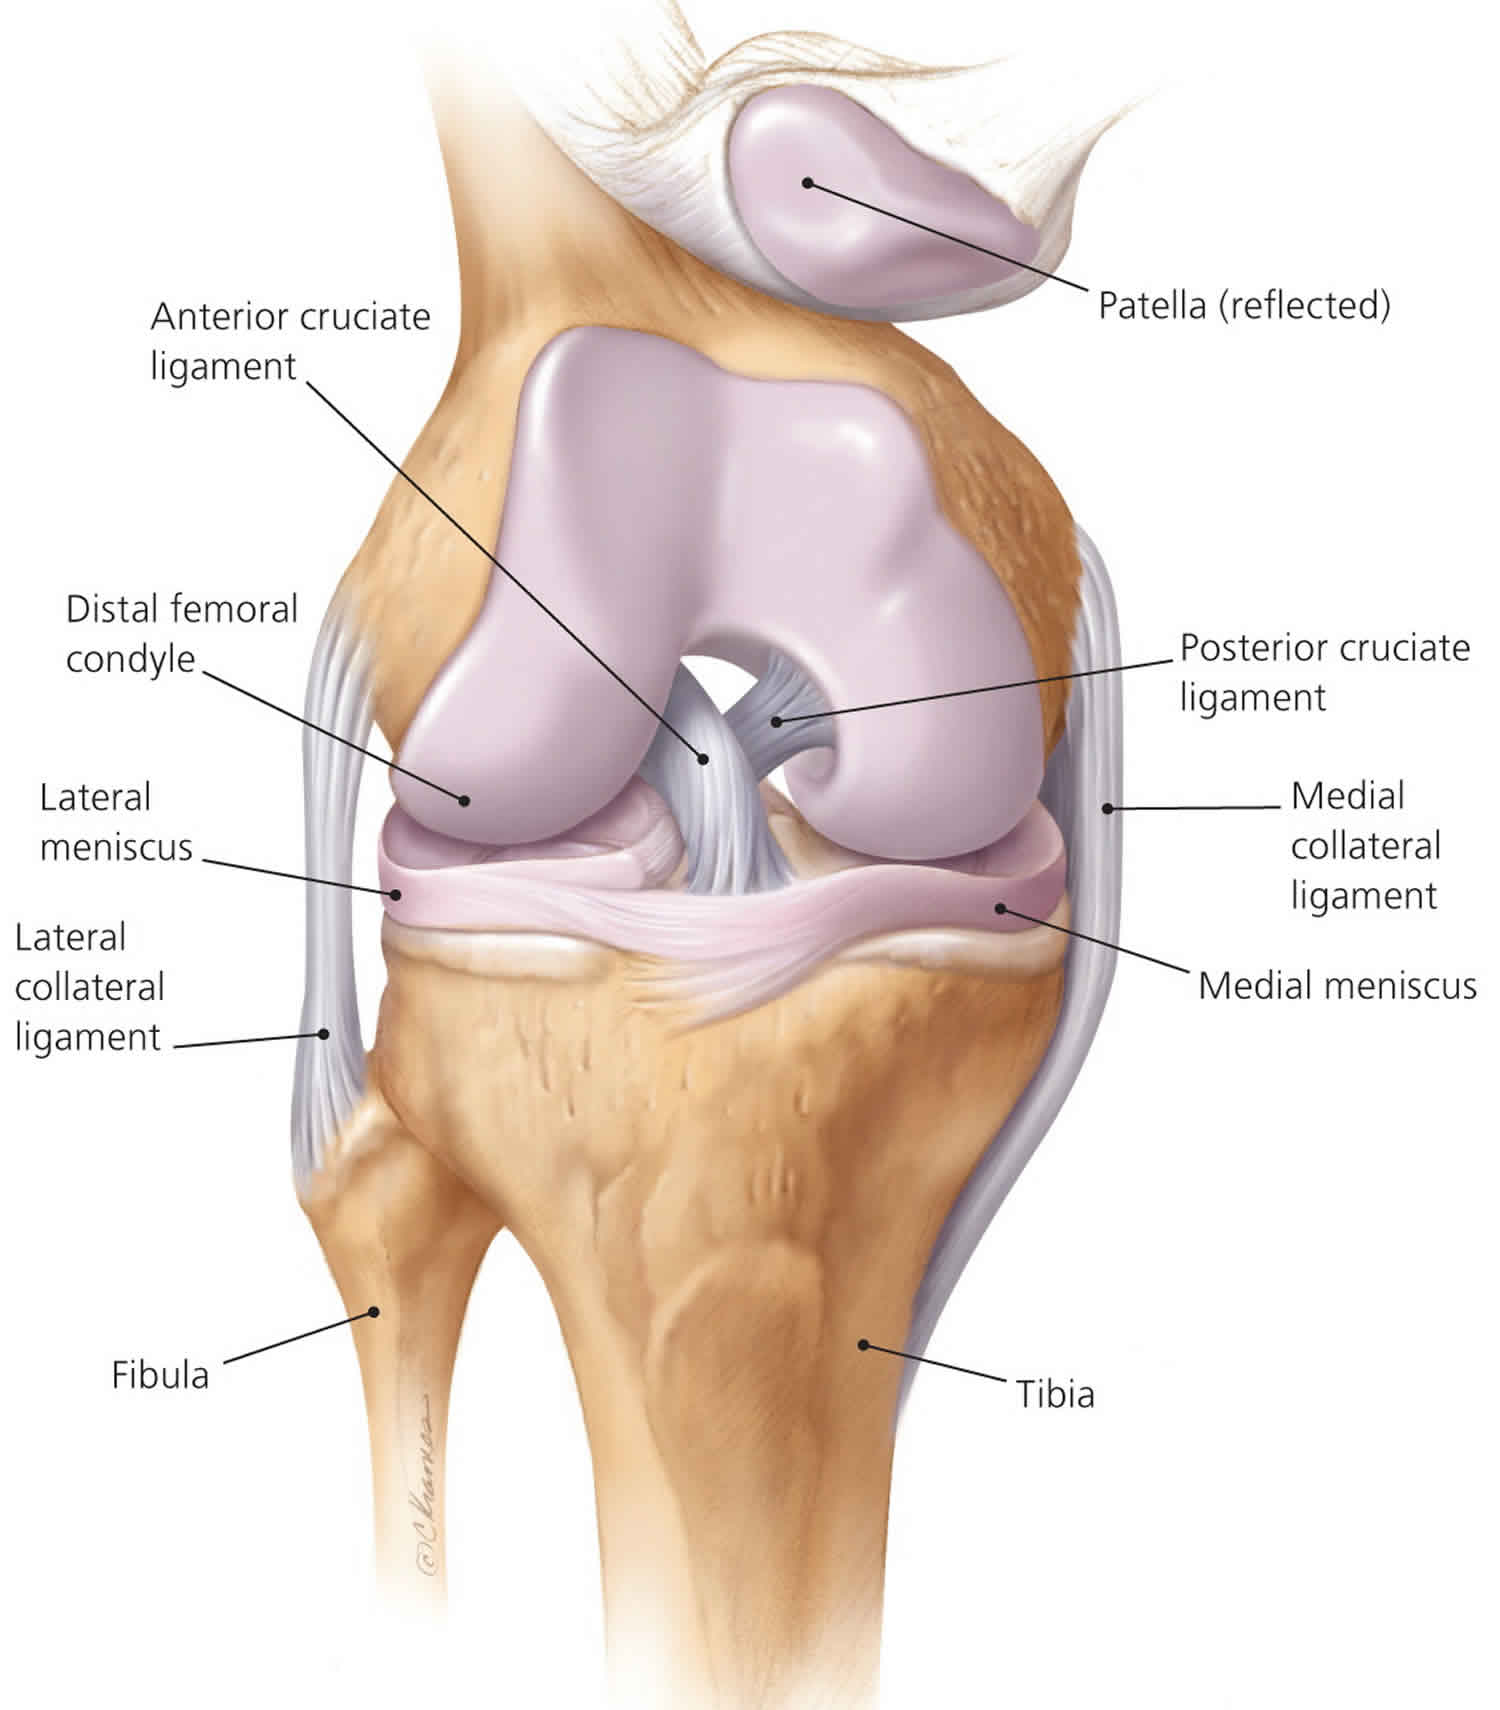 Patella (reflected)
Anterior cruciate
ligament
Distal femoral
condyle
Posterior cruciate
ligament
Lateral
meniscus
Medial
collateral
ligament
Lateral
collateral
ligament
Medial meniscus
Fibula
Tibia